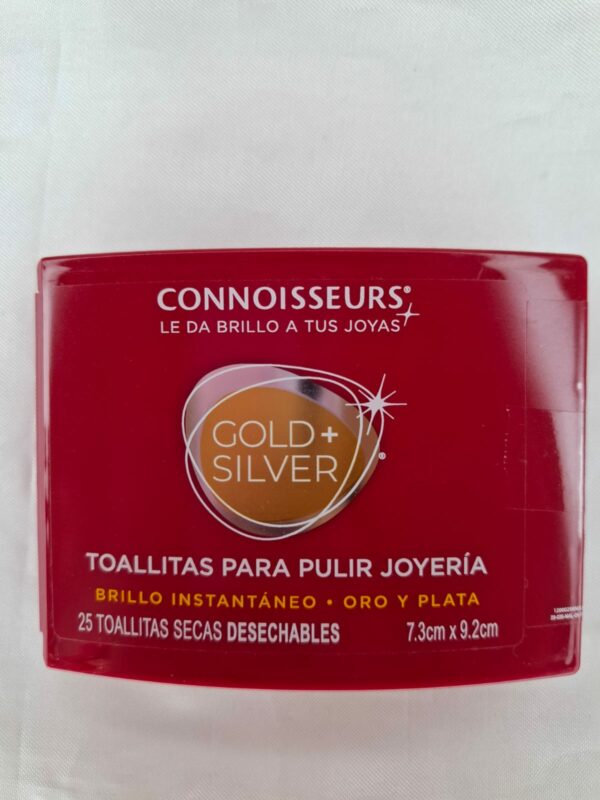 CONNOISSEURS®
LE DA BRILLO A TUS JOYAS
GOLD +
SILVER
®
TOALLITAS PARA PULIR JOYERÍA
BRILLO INSTANTÁNEO • ORO Y PLATA
25 TOALLITAS SECAS DESECHABLES 7.3cm x 9.2cm